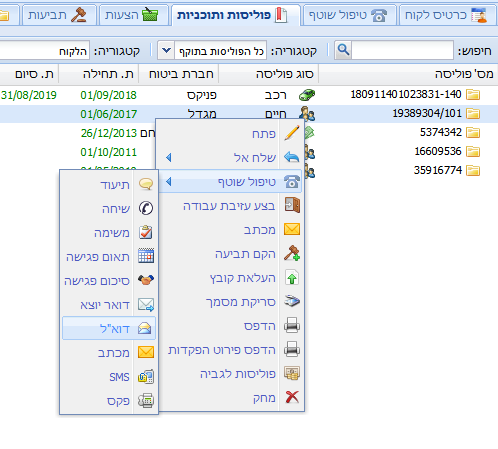 כרטיס לקוח
טיפול שוטף
פוליסות ותוכניות
הצעות
תביעות
חיפוש:
קטגוריה: כל הפוליסות בתוקף
קטגוריה: הלקוח
מס' פוליסה סוג פוליסה חברת ביטוח ת. תחילה ת. סיום
180911401023831-140 רכב פניקס 01/09/2018 31/08/2019
19389304/101 חיים מגדל 01/06/2017
5374342 26/12/2013
16609536 01/10/2011
35916774
פתח
שלח אל
טיפול שוטף
בצע עזיבת עבודה
מכתב
הקם תביעה
העלאת קובץ
סריקת מסמך
הדפס
הדפס פירוט הפקדות
פוליסות לגביה
מחק
תיעוד
שיחה
משימה
תאום פגישה
סיכום פגישה
דואר יוצא
דוא"ל
מכתב
SMS
פקס